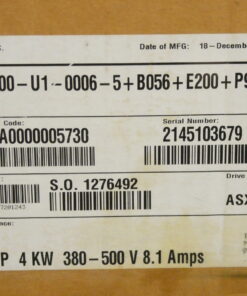 Date of MFG: 18-December
00-U1-0006-5+B056+E200+P9
Code:
Serial Number:
A0000005730
2145103679
S.O. 1276492
Drive
ASX
P 4 KW 380-500 V 8.1 Amps